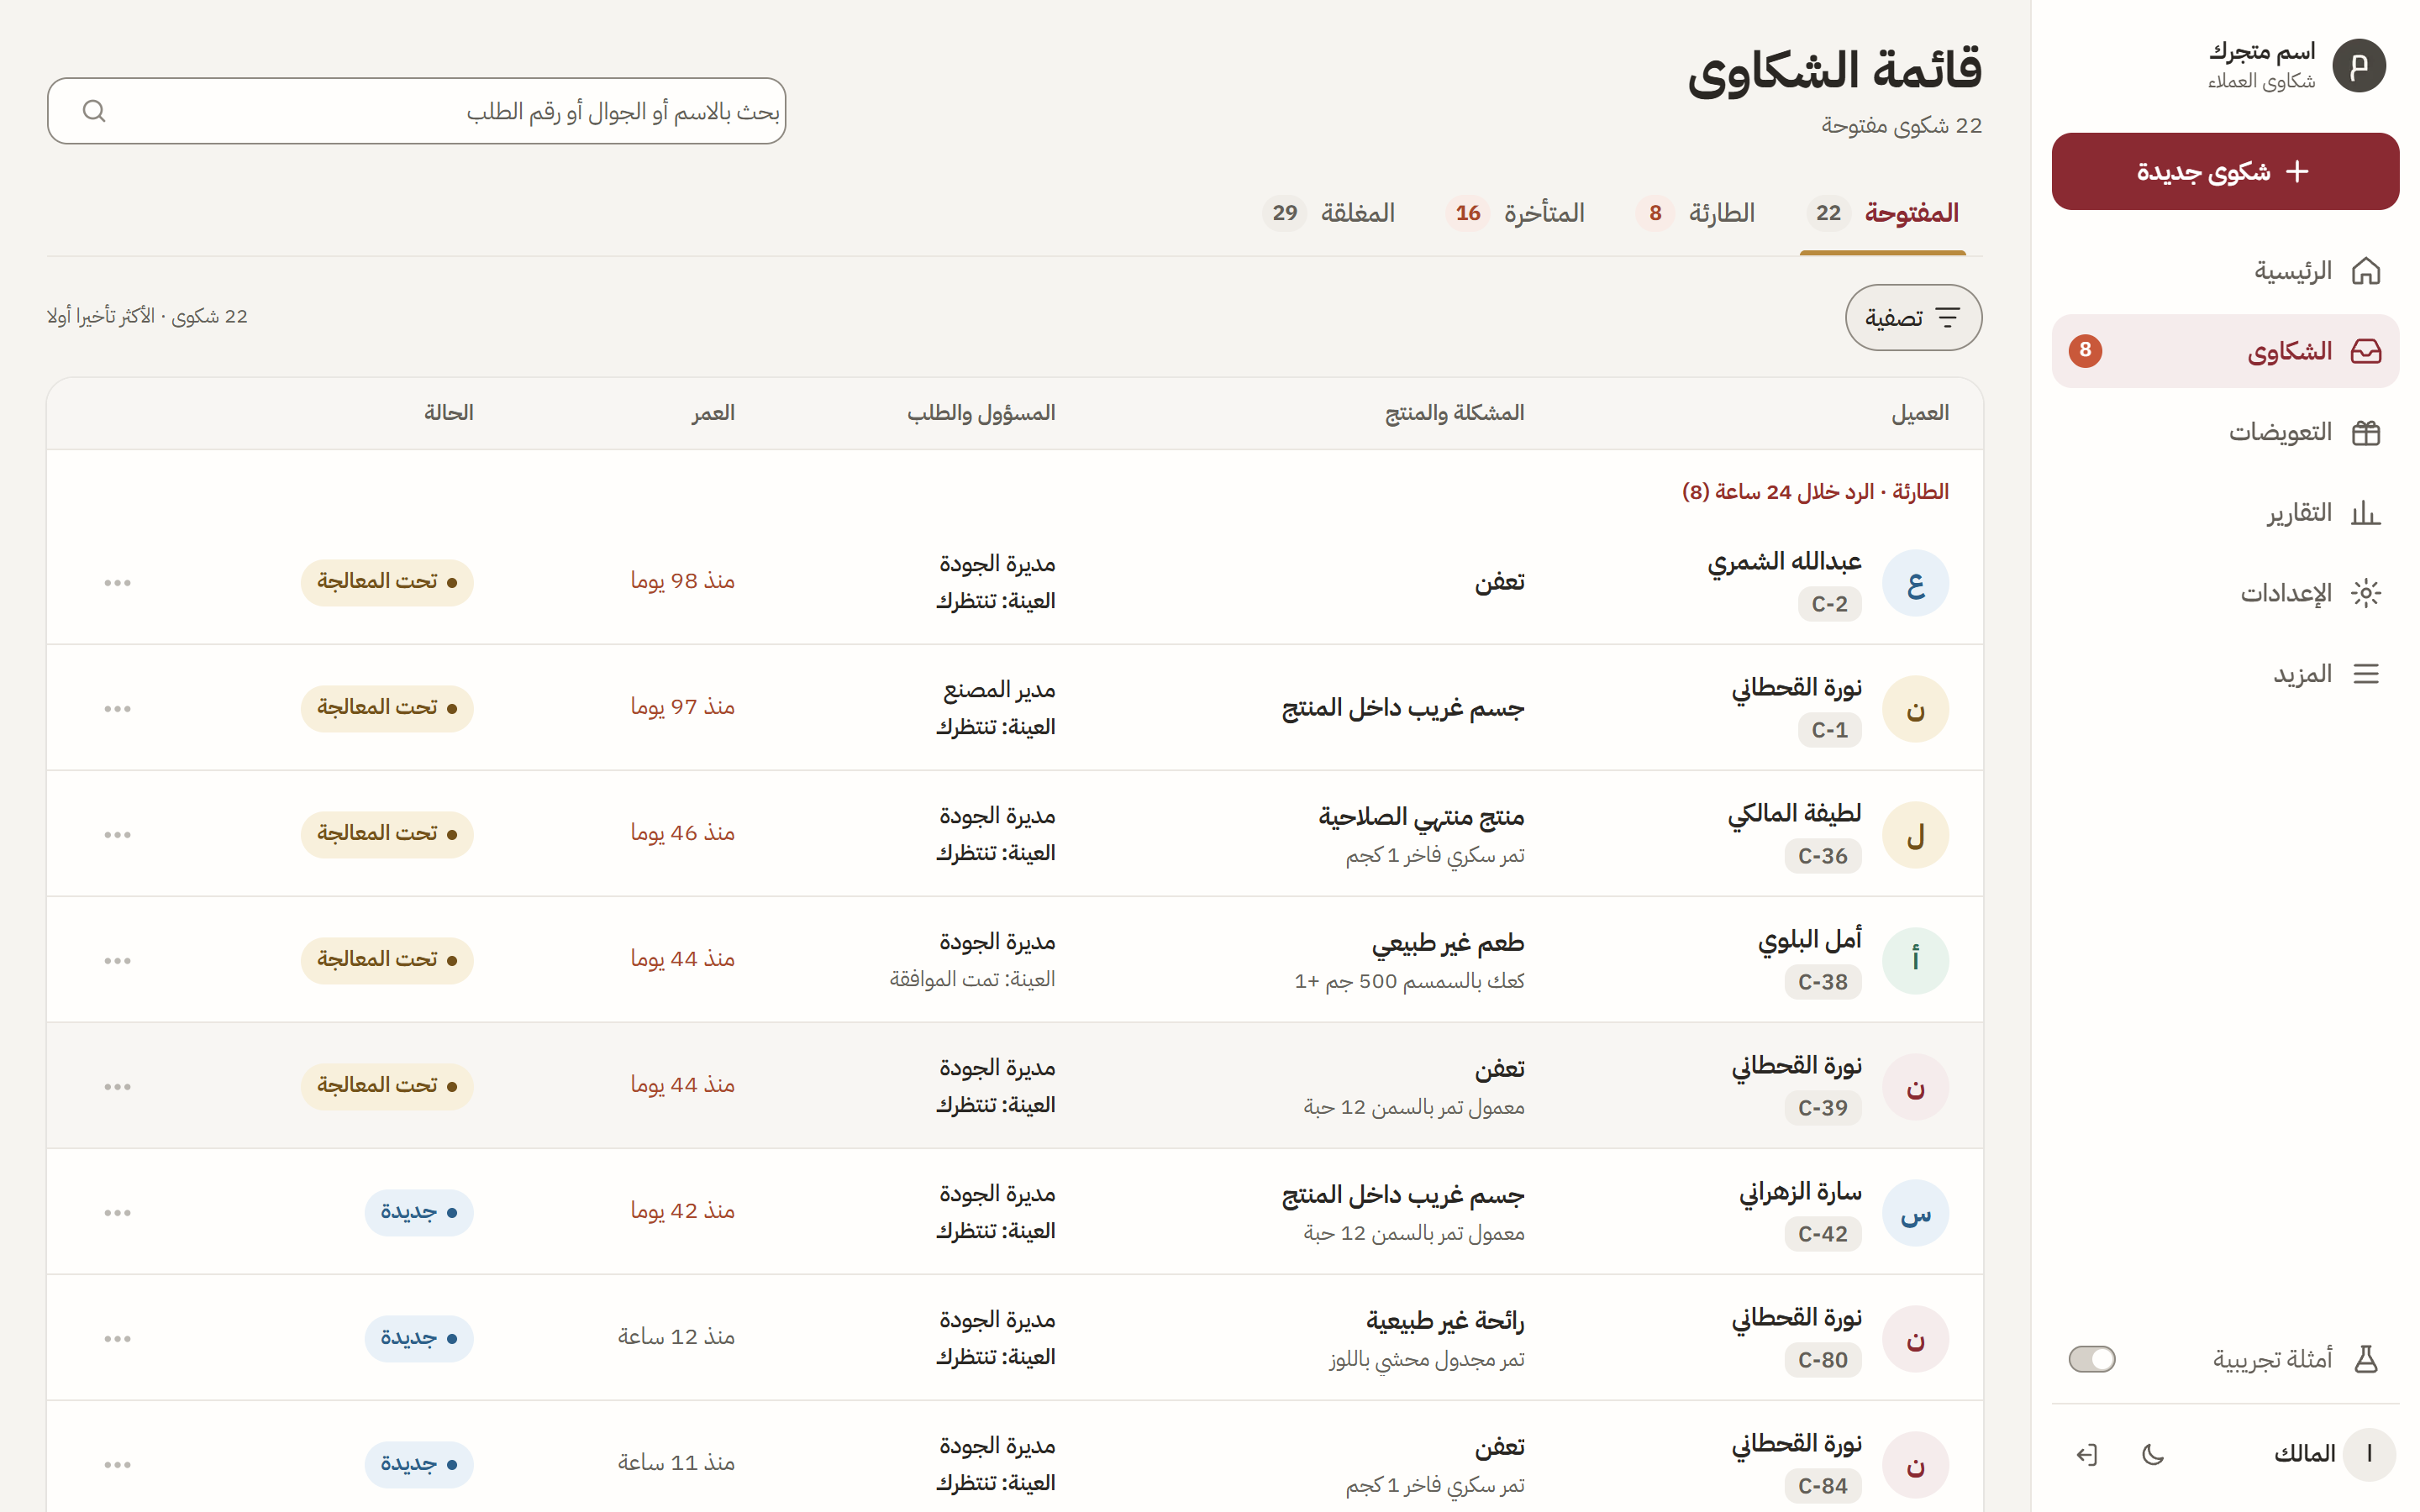 م
اسم متجرك
شكاوى العملاء
شكوى جديدة
الرئيسية
الشكاوى 8
التعويضات
التقارير
الإعدادات
المزيد
أمثلة تجريبية
ا المالك
قائمة الشكاوى
22 شكوى مفتوحة
بحث بالاسم أو الجوال أو رقم الطلب
المفتوحة 22 الطارئة 8 المتأخرة 16 المغلقة 29
تصفية
22 شكوى · الأكثر تأخيرا أولا
العميل المشكلة والمنتج المسؤول والطلب العمر الحالة
الطارئة · الرد خلال 24 ساعة (8)
ع
عبدالله الشمري
C-2
تعفن
مديرة الجودة
العينة: تنتظرك
منذ 98 يوما
تحت المعالجة
ن
نورة القحطاني
C-1
جسم غريب داخل المنتج
مدير المصنع
العينة: تنتظرك
منذ 97 يوما
تحت المعالجة
ل
لطيفة المالكي
C-36
منتج منتهي الصلاحية
تمر سكري فاخر 1 كجم
مديرة الجودة
العينة: تنتظرك
منذ 46 يوما
تحت المعالجة
أ
أمل البلوي
C-38
طعم غير طبيعي
كعك بالسمسم 500 جم +1
مديرة الجودة
العينة: تمت الموافقة
منذ 44 يوما
تحت المعالجة
ن
نورة القحطاني
C-39
تعفن
معمول تمر بالسمن 12 حبة
مديرة الجودة
العينة: تنتظرك
منذ 44 يوما
تحت المعالجة
س
سارة الزهراني
C-42
جسم غريب داخل المنتج
معمول تمر بالسمن 12 حبة
مديرة الجودة
العينة: تنتظرك
منذ 42 يوما
جديدة
ن
نورة القحطاني
C-80
رائحة غير طبيعية
تمر مجدول محشي باللوز
مديرة الجودة
العينة: تنتظرك
منذ 12 ساعة
جديدة
ن
نورة القحطاني
C-84
تعفن
تمر سكري فاخر 1 كجم
مديرة الجودة
العينة: تنتظرك
منذ 11 ساعة
جديدة